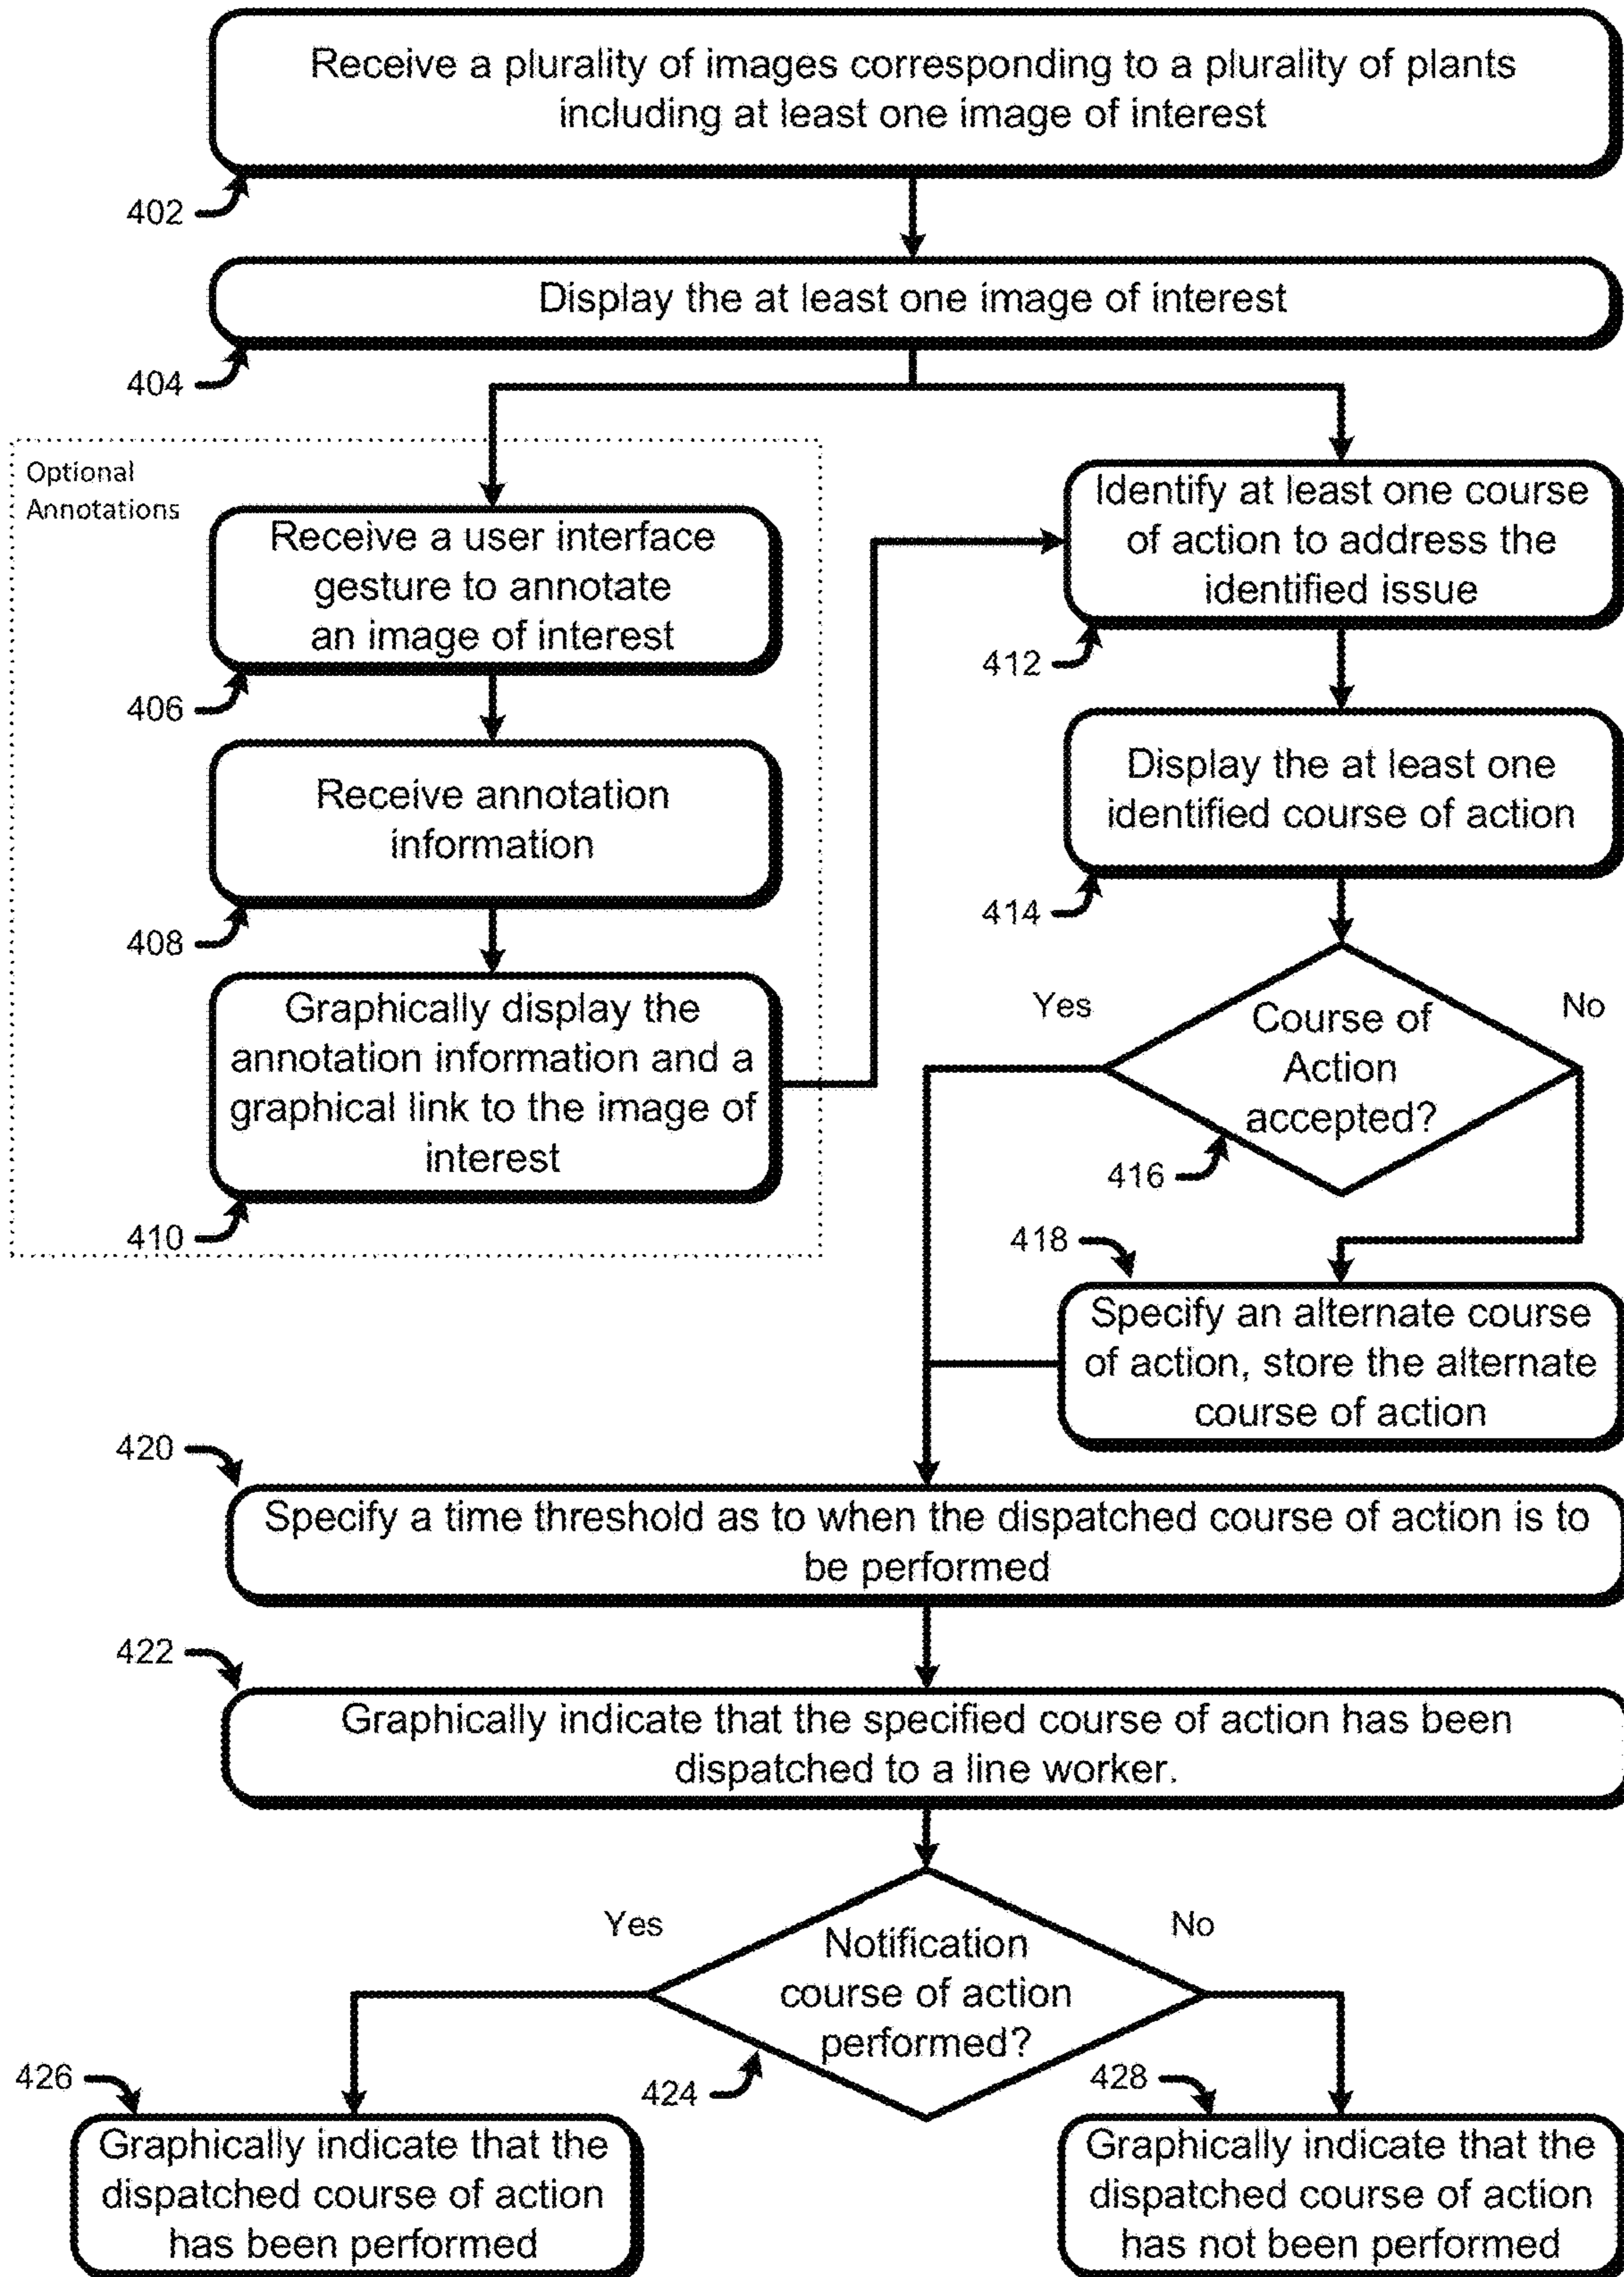 Receive a plurality of images corresponding to a plurality of plants
including at least one image of interest
402
Display the at least one image of interest
404
Optional
Annotations
Receive a user interface
gesture to annotate
an image of interest
406
Receive annotation
information
408
Graphically display the
annotation information and a
graphical link to the image of
interest
410
Identify at least one course
of action to address the
identified issue
412
Display the at least one
identified course of action
414
Yes
No
Course of
Action
accepted?
416
418
Specify an alternate course
of action, store the alternate
course of action
420
Specify a time threshold as to when the dispatched course of action is to
be performed
422
Graphically indicate that the specified course of action has been
dispatched to a line worker.
Yes
No
Notification
course of action
performed?
424
426
Graphically indicate that the
dispatched course of action
has been performed
428
Graphically indicate that the
dispatched course of action
has not been performed